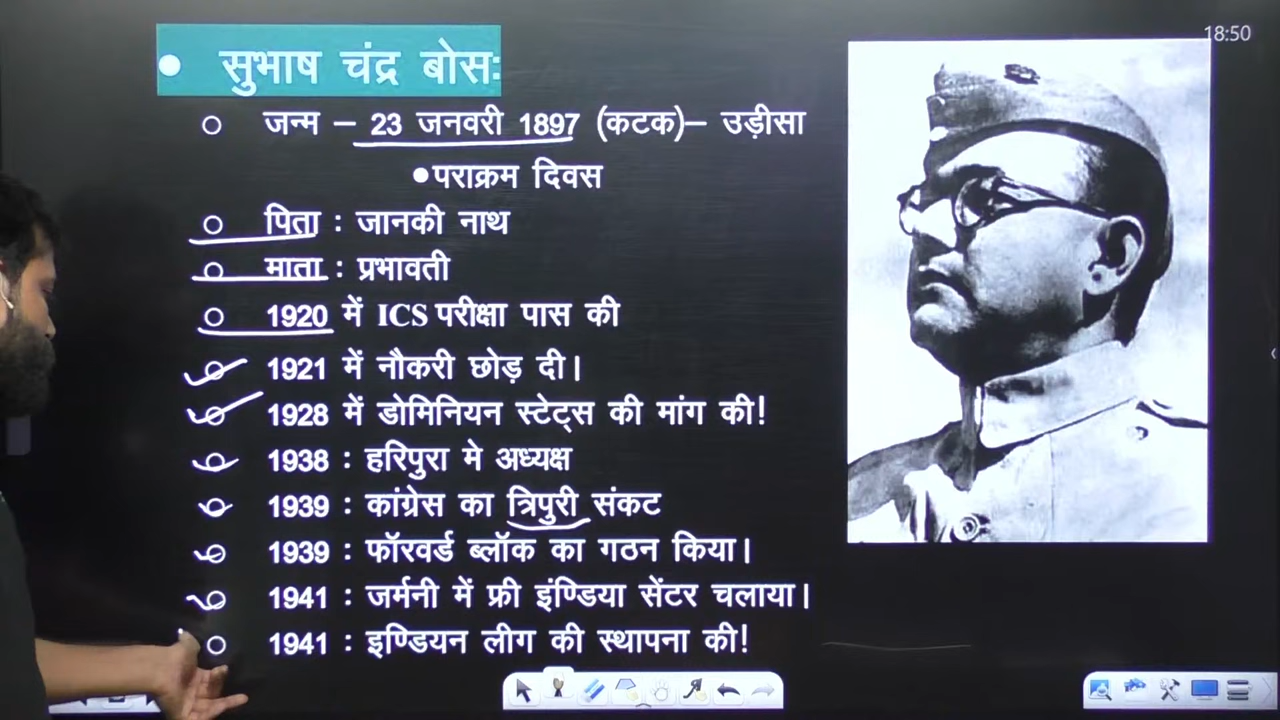 18:50
• सुभाष चंद्र बोस:
जन्म – 23 जनवरी 1897 (कटक)– उड़ीसा
• पराक्रम दिवस
पिता : जानकी नाथ
माता : प्रभावती
1920 में ICS परीक्षा पास की
1921 में नौकरी छोड़ दी।
1928 में डोमिनियन स्टेट्स की मांग की!
1938 : हरिपुरा मे अध्यक्ष
1939 : कांग्रेस का त्रिपुरी संकट
1939 : फॉरवर्ड ब्लॉक का गठन किया।
1941 : जर्मनी में फ्री इंण्डिया सेंटर चलाया।
1941 : इण्डियन लीग की स्थापना की!